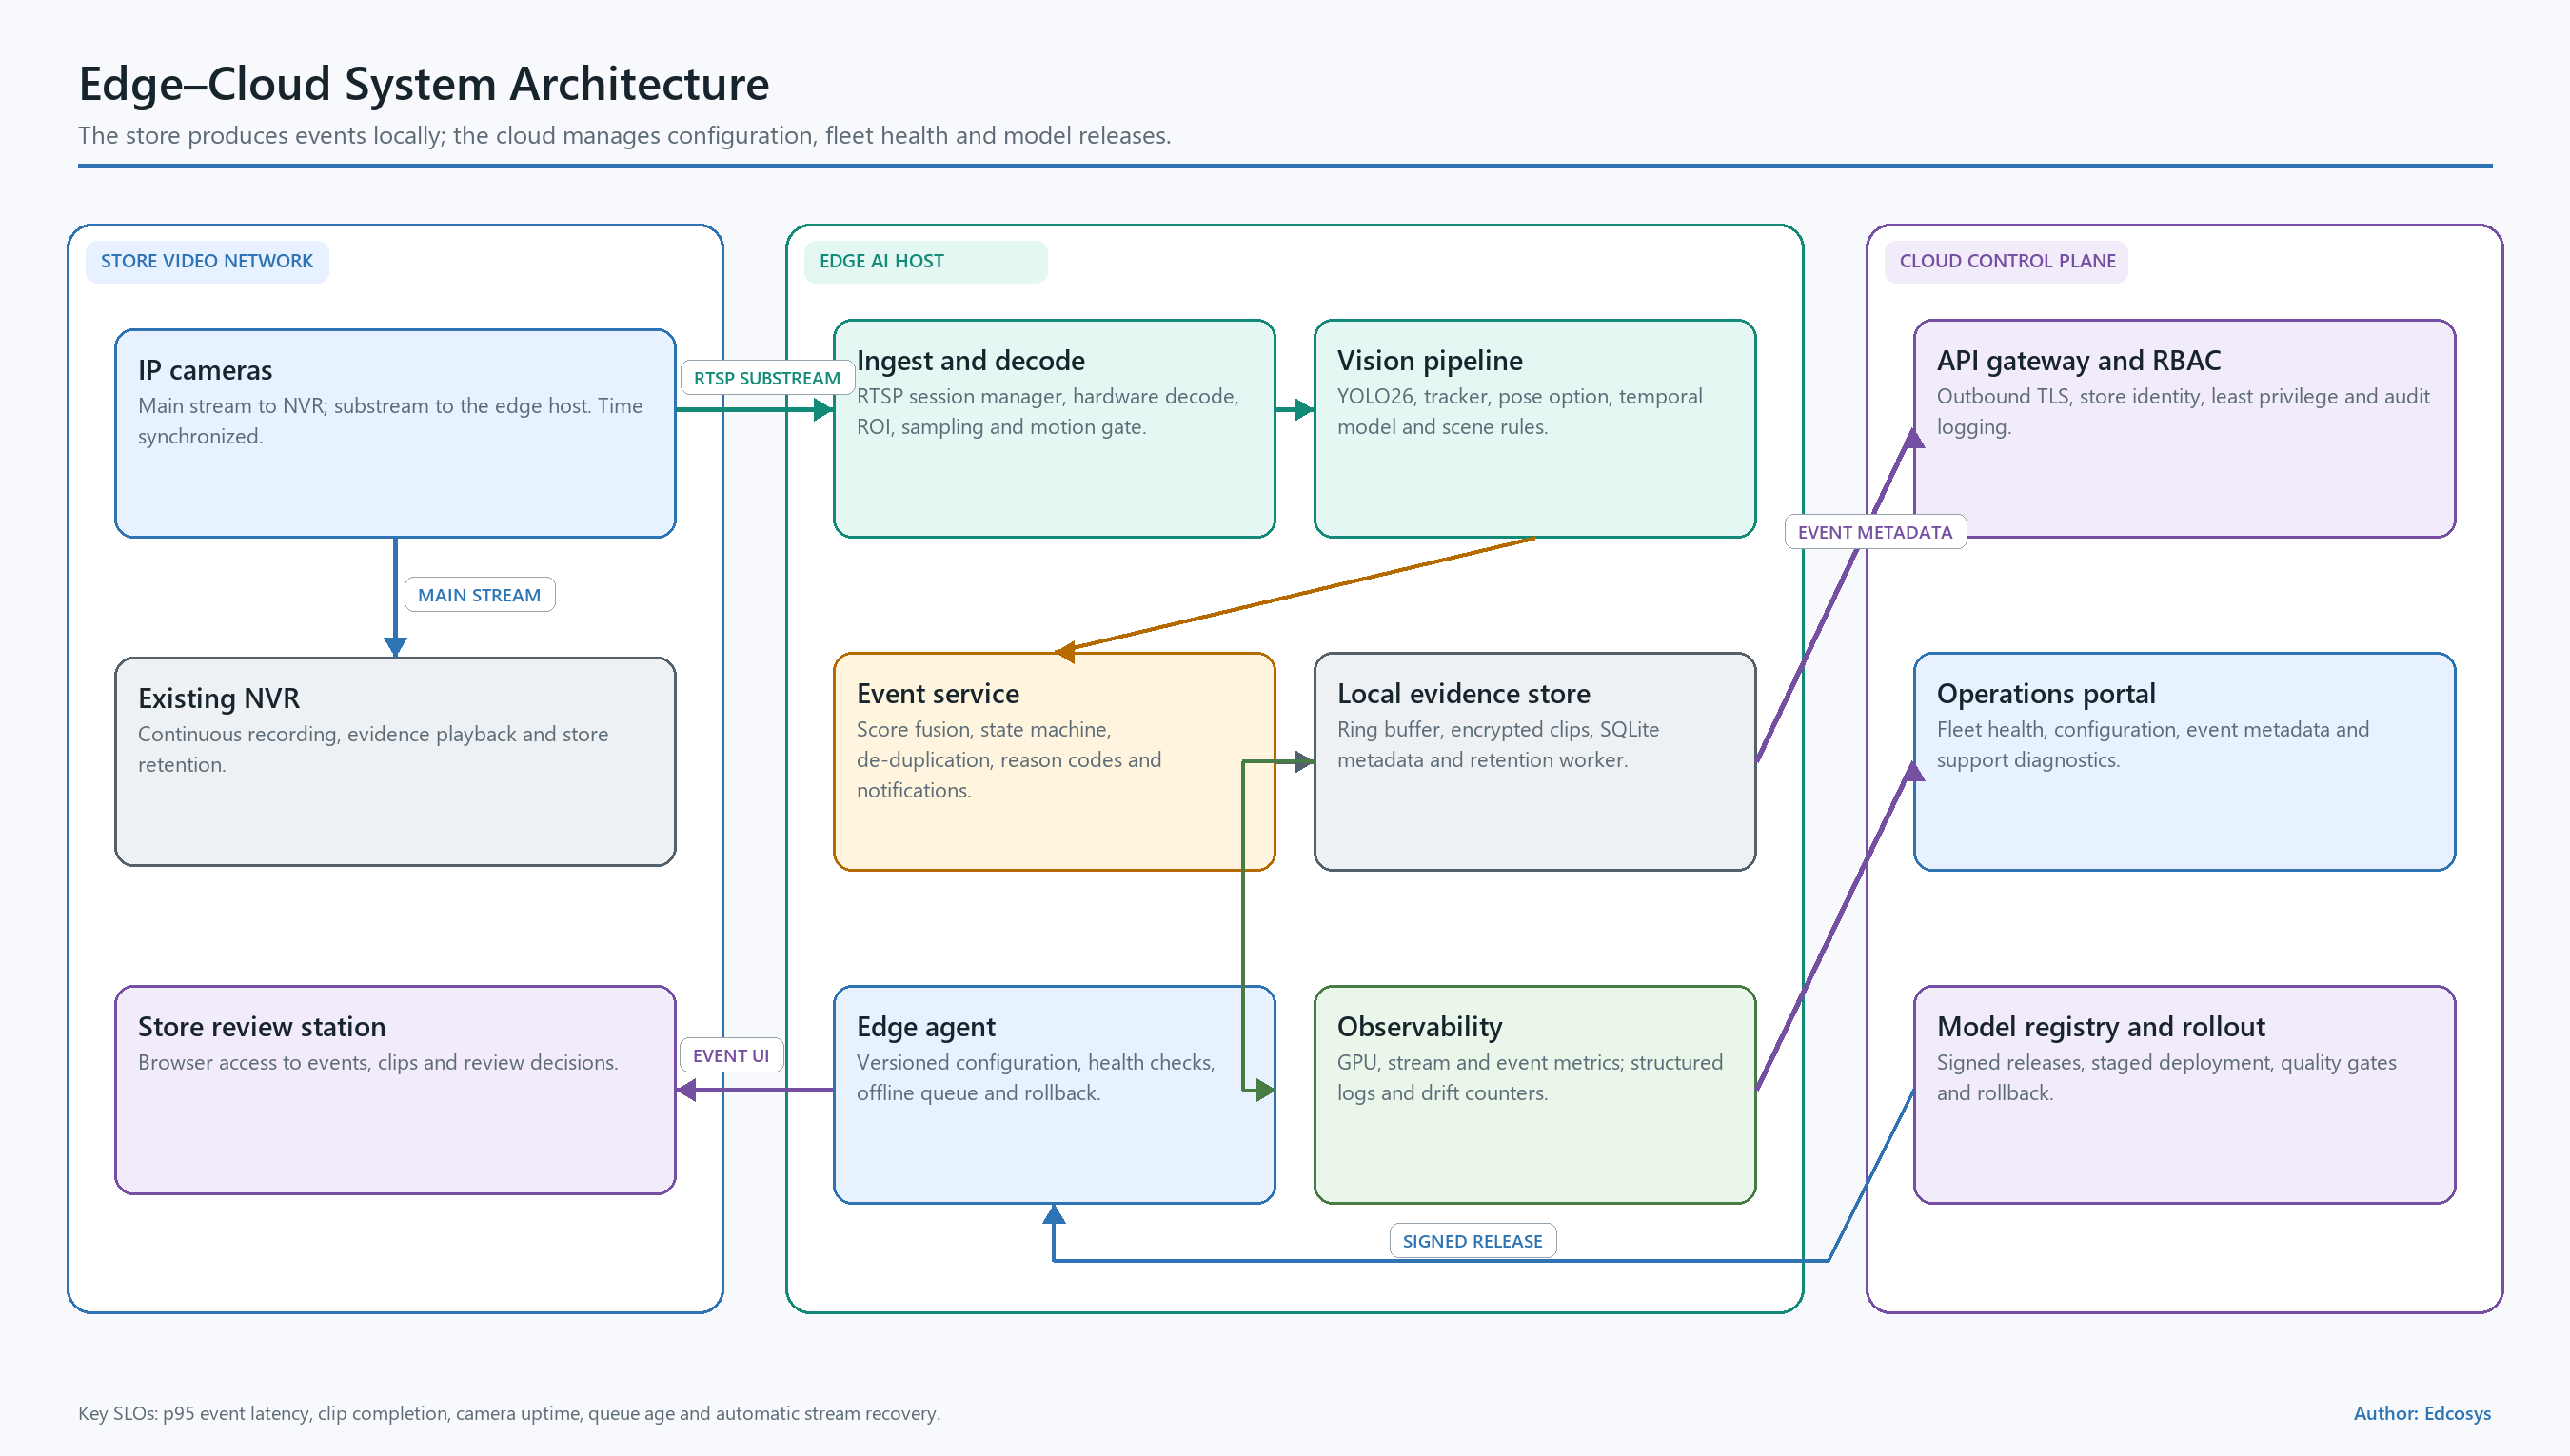 Edge–Cloud System Architecture
The store produces events locally; the cloud manages configuration, fleet health and model releases.
STORE VIDEO NETWORK
IP cameras
Main stream to NVR; substream to the edge host. Time
synchronized.
MAIN STREAM
Existing NVR
Continuous recording, evidence playback and store
retention.
Store review station
Browser access to events, clips and review decisions.
RTSP SUBSTREAM
EVENT UI
EDGE AI HOST
Ingest and decode
RTSP session manager, hardware decode,
ROI, sampling and motion gate.
Vision pipeline
YOLO26, tracker, pose option, temporal
model and scene rules.
Event service
Score fusion, state machine,
de-duplication, reason codes and
notifications.
Local evidence store
Ring buffer, encrypted clips, SQLite
metadata and retention worker.
Edge agent
Versioned configuration, health checks,
offline queue and rollback.
Observability
GPU, stream and event metrics; structured
logs and drift counters.
SIGNED RELEASE
EVENT METADATA
CLOUD CONTROL PLANE
API gateway and RBAC
Outbound TLS, store identity, least privilege and audit
logging.
Operations portal
Fleet health, configuration, event metadata and
support diagnostics.
Model registry and rollout
Signed releases, staged deployment, quality gates
and rollback.
Key SLOs: p95 event latency, clip completion, camera uptime, queue age and automatic stream recovery.
Author: Edcosys